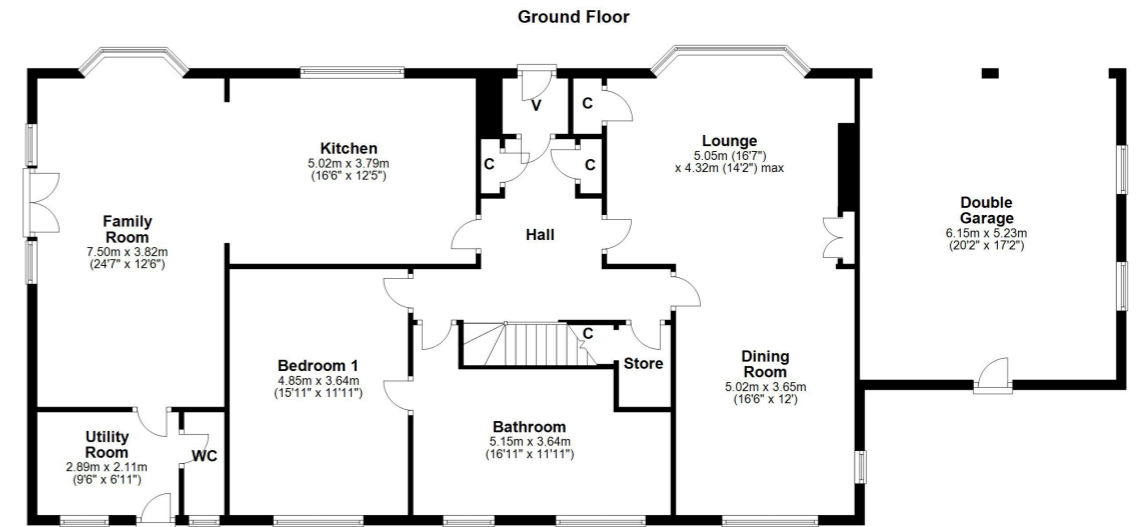 Ground Floor
V
C
C
C
Lounge
5.05m (16'7")
x 4.32m (14'2") max
Kitchen
5.02m x 3.79m
(16'6" x 12'5")
Family
Room
7.50m x 3.82m
(24'7" x 12'6")
Hall
Double
Garage
6.15m x 5.23m
(20'2" x 17'2")
C
Store
Bedroom 1
4.85m x 3.64m
(15'11" x 11'11")
Dining
Room
5.02m x 3.65m
(16'6" x 12')
Bathroom
5.15m x 3.64m
(16'11" x 11'11")
Utility
Room
2.89m x 2.11m
(9'6" x 6'11")
WC